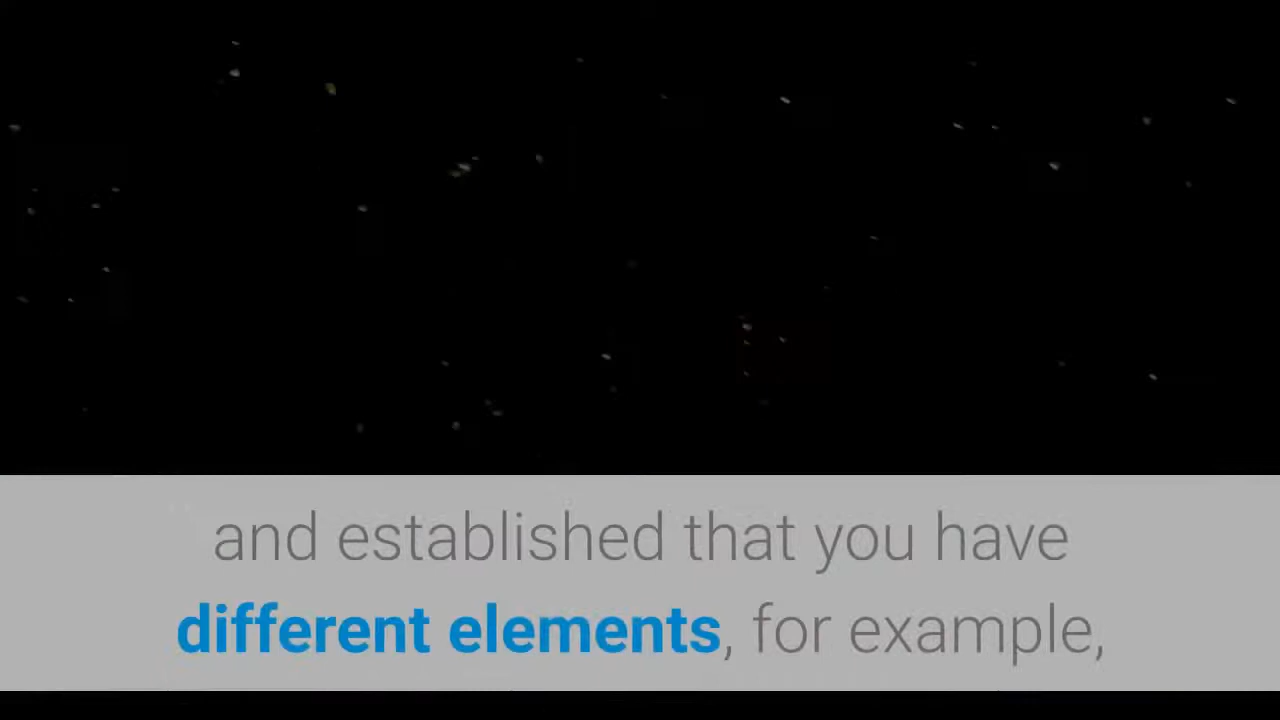 and established that you have
different elements, for example,